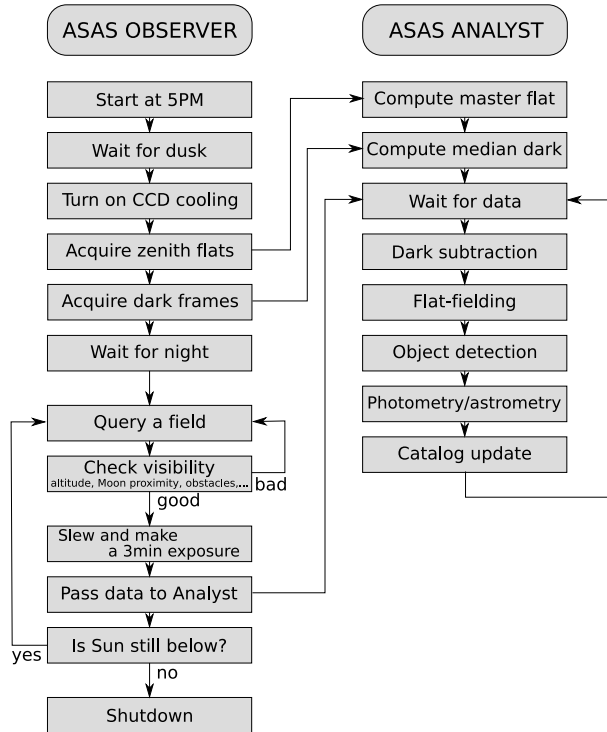 ASAS OBSERVER
Start at 5PM
Wait for dusk
Turn on CCD cooling
Acquire zenith flats
Acquire dark frames
Wait for night
Query a field
Check visibility
altitude, Moon proximity, obstacles,...
bad
good
Slew and make
a 3min exposure
Pass data to Analyst
Is Sun still below?
yes
no
Shutdown
ASAS ANALYST
Compute master flat
Compute median dark
Wait for data
Dark subtraction
Flat-fielding
Object detection
Photometry/astrometry
Catalog update